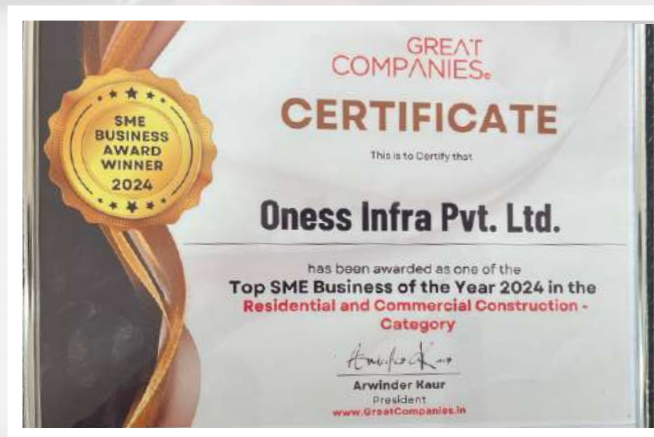 GREAT
COMPANIES
CERTIFICATE
This is to Certify that
SME
BUSINESS
AWARD
WINNER
2024
Oness Infra Pvt. Ltd.
has been awarded as one of the
Top SME Business of the Year 2024 in the
Residential and Commercial Construction -
Category
Arwinder Kaur
President
www.GreatCompanies.in